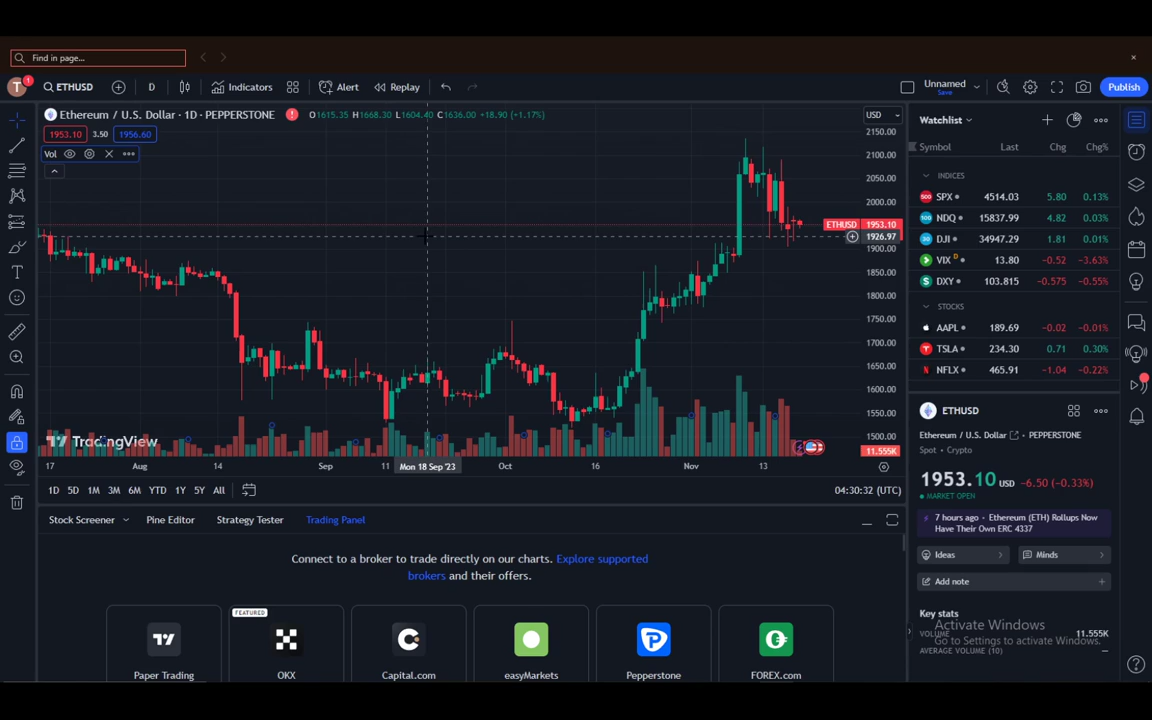 Find in page...
T 1
ETHUSD D Indicators Alert Replay Unnamed Save Publish
Ethereum / U.S. Dollar · 1D · PEPPERSTONE ! O1615.35 H1668.30 L1604.40 C1636.00 +18.90 (+1.17%) USD
1953.10 3.50 1956.60
Vol
2150.00
2100.00
2050.00
2000.00
ETHUSD 1953.10
1926.97
1900.00
1850.00
1800.00
1750.00
1700.00
1650.00
1600.00
1550.00
1500.00
11.555K
TradingView
17 Aug 14 Sep 11 Mon 18 Sep '23 Oct 16 Nov 13
1D 5D 1M 3M 6M YTD 1Y 5Y All 04:30:32 (UTC)
Stock Screener Pine Editor Strategy Tester Trading Panel
Connect to a broker to trade directly on our charts. Explore supported
brokers and their offers.
FEATURED
Paper Trading OKX Capital.com easyMarkets Pepperstone FOREX.com
Watchlist
Symbol Last Chg Chg%
INDICES
500 SPX 4514.03 5.80 0.13%
100 NDQ 15837.99 4.82 0.03%
30 DJI 34947.29 1.81 0.01%
VIX D 13.80 -0.52 -3.63%
DXY 103.815 -0.575 -0.55%
STOCKS
AAPL 189.69 -0.02 -0.01%
TSLA 234.30 0.71 0.30%
NFLX 465.91 -1.04 -0.22%
ETHUSD
Ethereum / U.S. Dollar • PEPPERSTONE
Spot • Crypto
1953.10 USD -6.50 (-0.33%)
MARKET OPEN
7 hours ago • Ethereum (ETH) Rollups Now
Have Their Own ERC 4337
Ideas Minds
Add note
Key stats
VOLUME 11.555K
AVERAGE VOLUME (10) —
Activate Windows
Go to Settings to activate Windows.